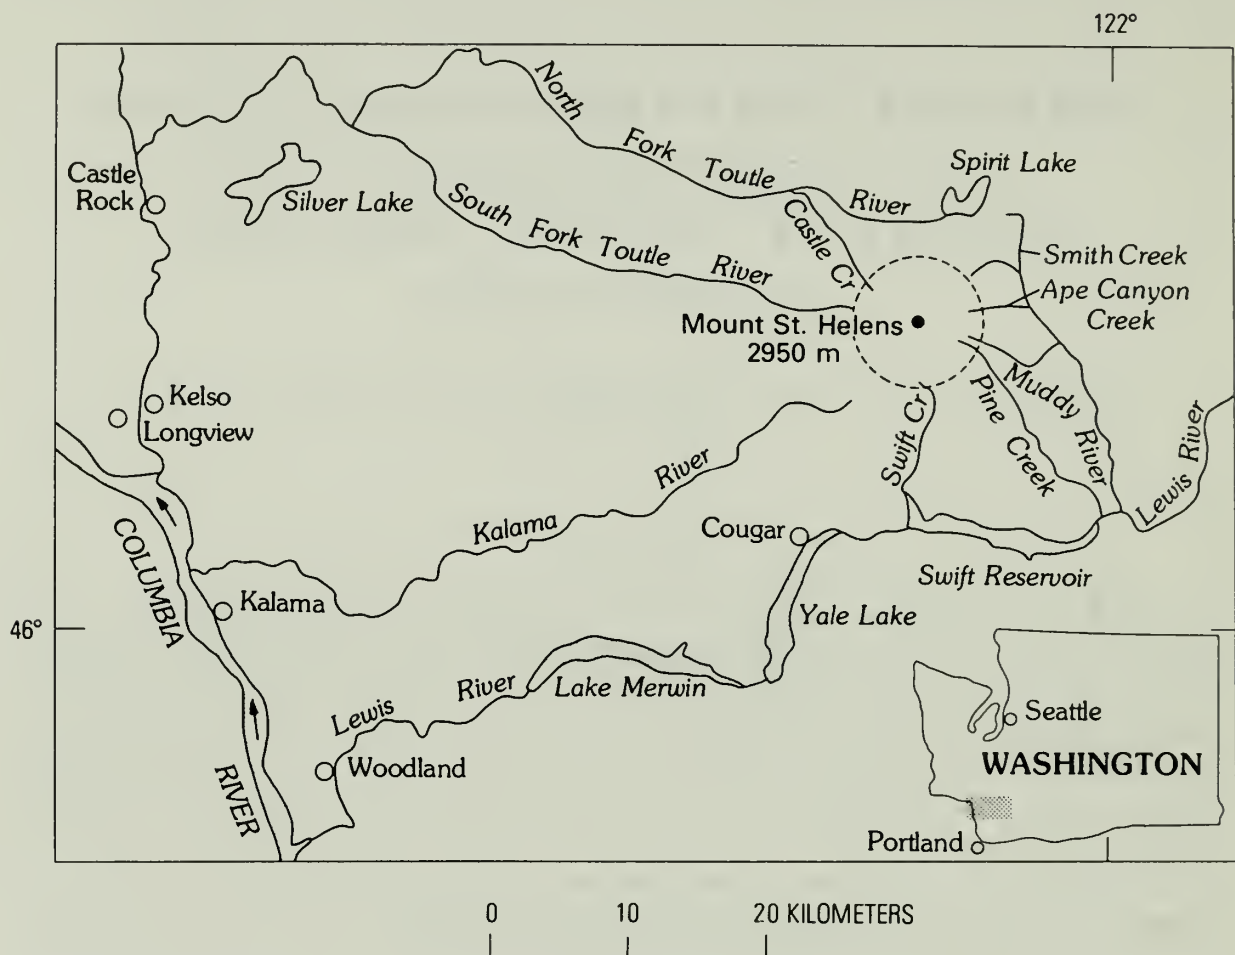 122°
North
Fork
Toutle
River
Spirit Lake
Castle
Rock
Silver Lake
South
Fork
Toutle
River
Castle Cr
Smith Creek
Ape Canyon
Creek
Mount St. Helens
2950 m
Kelso
Longview
Pine
Creek
Muddy
River
Swift Cr
Lewis
River
Kalama
River
Cougar
Swift Reservoir
COLUMBIA
RIVER
Kalama
46°
Yale Lake
Lake Merwin
Lewis
River
Woodland
Seattle
WASHINGTON
Portland
0 10 20 KILOMETERS